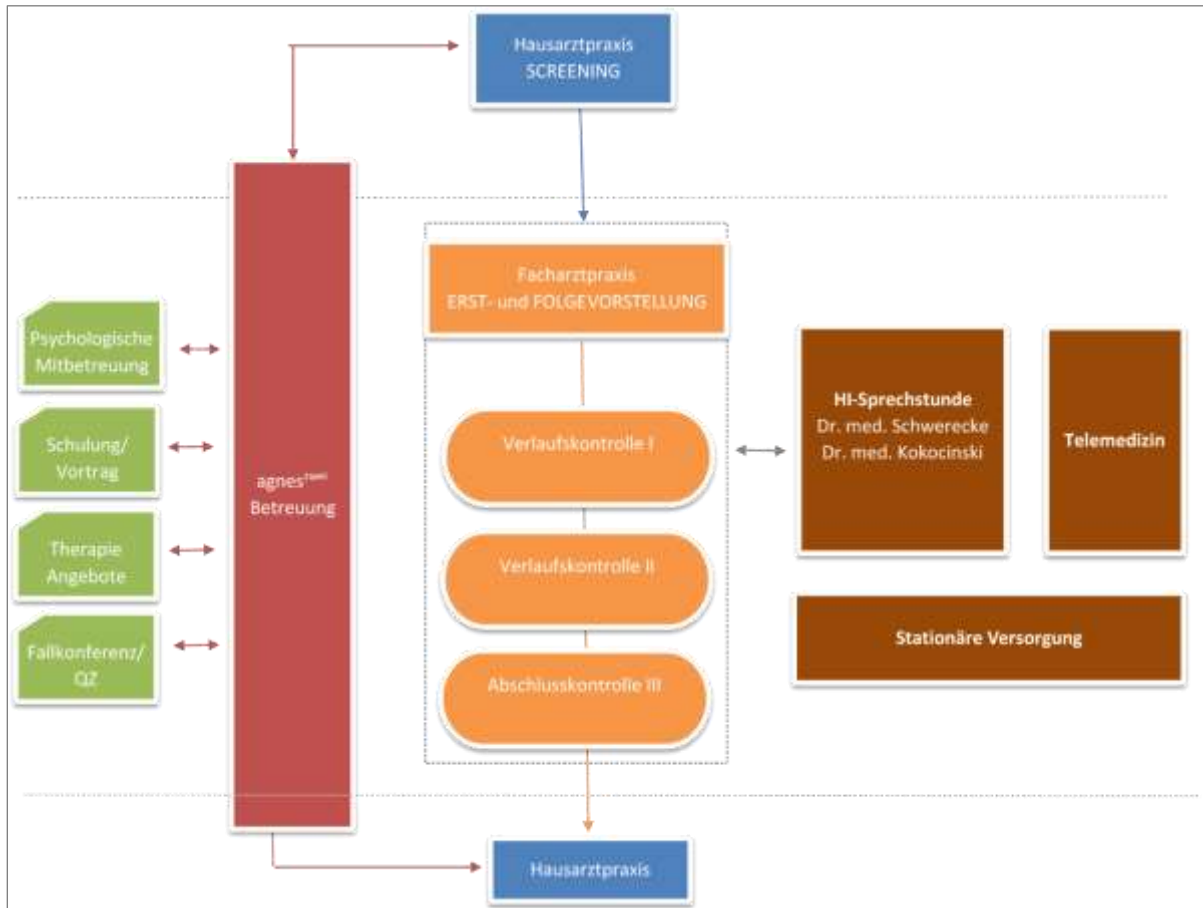 Hausarztpraxis
SCREENING
Facharztpraxis
ERST- und FOLGEVORSTELLUNG
Psychologische
Mitbetreuung
Schulung/
Vortrag
Therapie
Angebote
Fallkonferenz/
QZ
agnes
Betreuung
Verlaufskontrolle I
Verlaufskontrolle II
Abschlusskontrolle III
HI-Sprechstunde
Dr. med. Schwerecke
Dr. med. Kokocinski
Telemedizin
Stationäre Versorgung
Hausarztpraxis